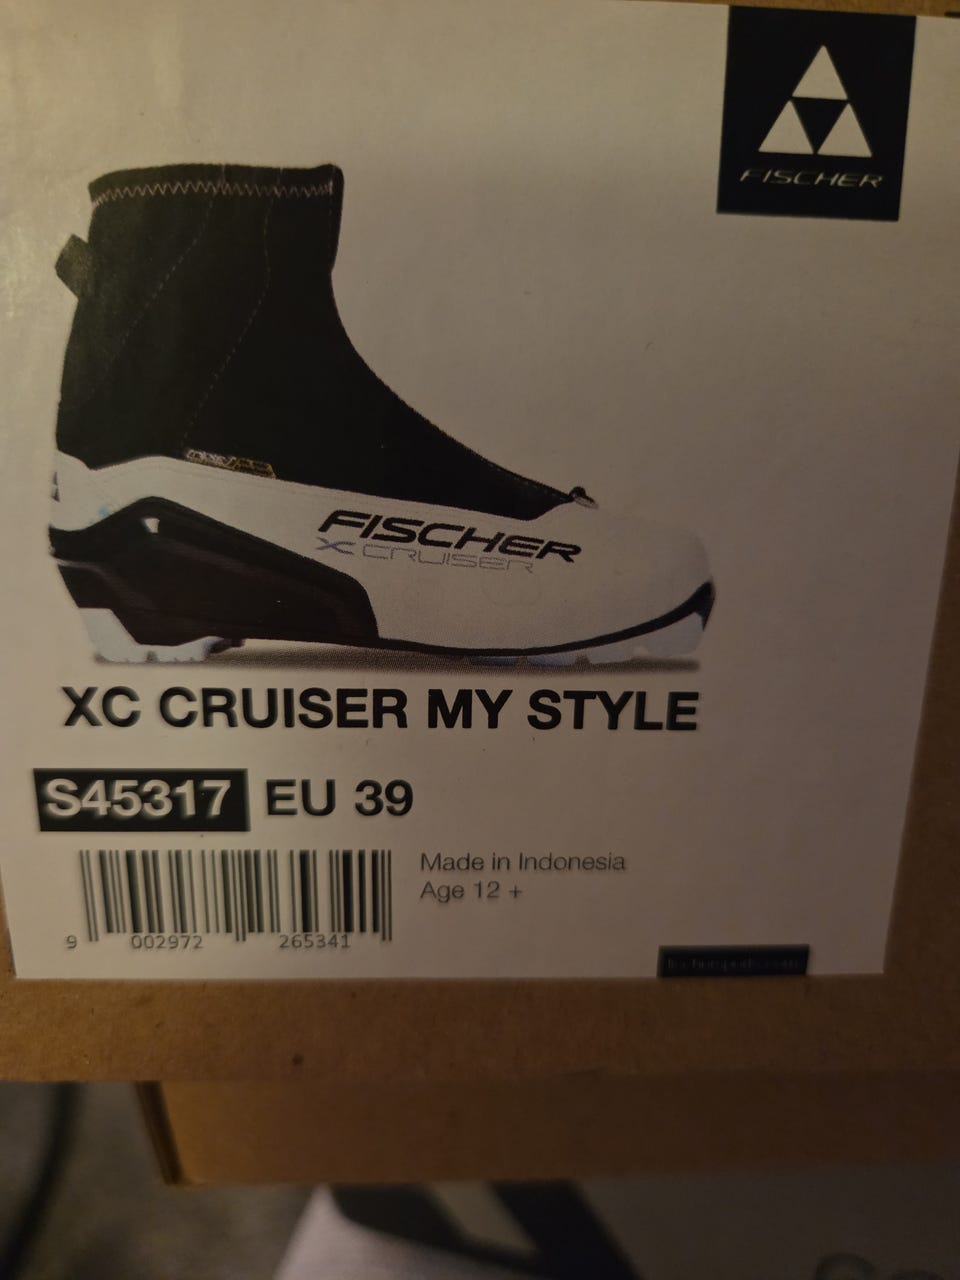 FISCHER
FISCHER
X CRUISER
XC CRUISER MY STYLE
S45317 EU 39
Made in Indonesia
Age 12 +
9 002972 265341